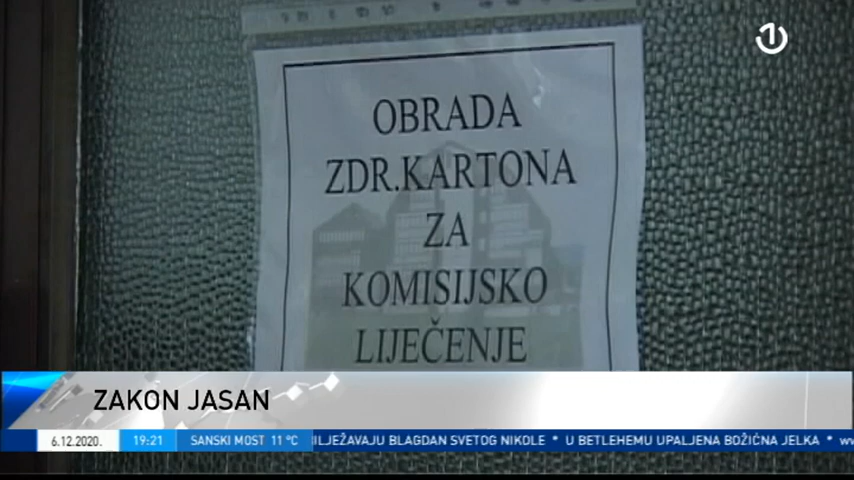 OBRADA
ZDR.KARTONA
ZA
KOMISIJSKO
LIJEČENJE
ZAKON JASAN
6.12.2020. 19:21 SANSKI MOST 11 °C ILJEŽAVAJU BLAGDAN SVETOG NIKOLE * U BETLEHEMU UPALJENA BOŽIĆNA JELKA *